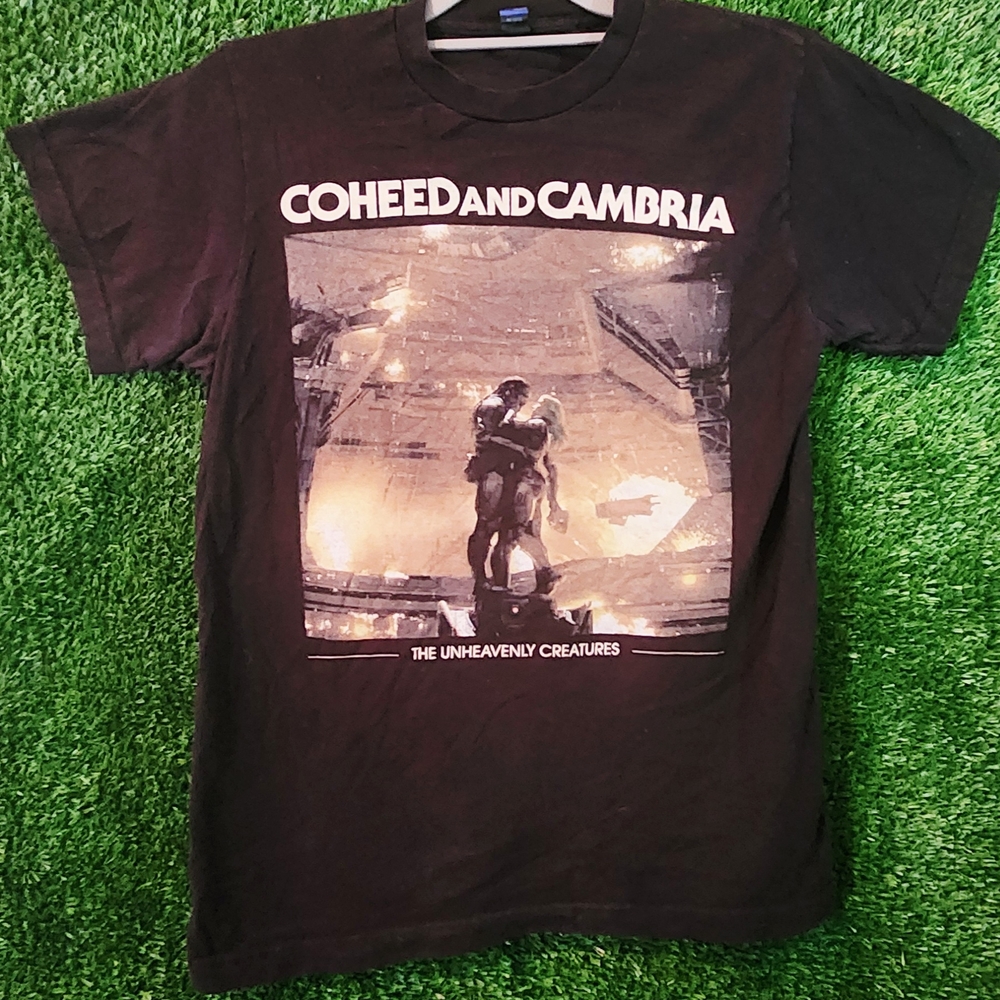 COHEED AND CAMBRIA
THE UNHEAVENLY CREATURES